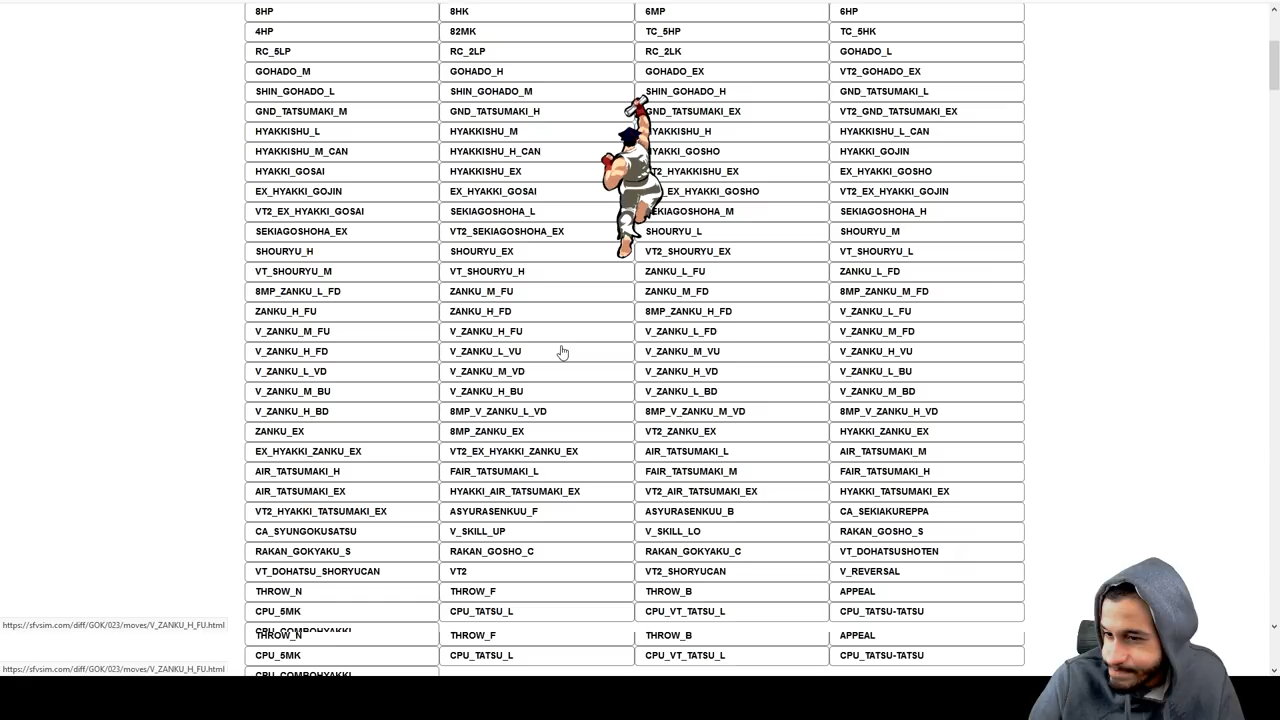 8HP 8HK 6MP 6HP
4HP 82MK TC_5HP TC_5HK
RC_5LP RC_2LP RC_2LK GOHADO_L
GOHADO_M GOHADO_H GOHADO_EX VT2_GOHADO_EX
SHIN_GOHADO_L SHIN_GOHADO_M SHIN_GOHADO_H GND_TATSUMAKI_L
GND_TATSUMAKI_M GND_TATSUMAKI_H GND_TATSUMAKI_EX VT2_GND_TATSUMAKI_EX
HYAKKISHU_L HYAKKISHU_M HYAKKISHU_H HYAKKISHU_L_CAN
HYAKKISHU_M_CAN HYAKKISHU_H_CAN HYAKKI_GOSHO HYAKKI_GOJIN
HYAKKI_GOSAI HYAKKISHU_EX VT2_HYAKKISHU_EX EX_HYAKKI_GOSHO
EX_HYAKKI_GOJIN EX_HYAKKI_GOSAI EX_HYAKKI_GOSHO VT2_EX_HYAKKI_GOJIN
VT2_EX_HYAKKI_GOSAI SEKIAGOSHOHA_L SEKIAGOSHOHA_M SEKIAGOSHOHA_H
SEKIAGOSHOHA_EX VT2_SEKIAGOSHOHA_EX SHOURYU_L SHOURYU_M
SHOURYU_H SHOURYU_EX VT2_SHOURYU_EX VT_SHOURYU_L
VT_SHOURYU_M VT_SHOURYU_H ZANKU_L_FU ZANKU_L_FD
8MP_ZANKU_L_FD ZANKU_M_FU ZANKU_M_FD 8MP_ZANKU_M_FD
ZANKU_H_FU ZANKU_H_FD 8MP_ZANKU_H_FD V_ZANKU_L_FU
V_ZANKU_M_FU V_ZANKU_H_FU V_ZANKU_L_FD V_ZANKU_M_FD
V_ZANKU_H_FD V_ZANKU_L_VU V_ZANKU_M_VU V_ZANKU_H_VU
V_ZANKU_L_VD V_ZANKU_M_VD V_ZANKU_H_VD V_ZANKU_L_BU
V_ZANKU_M_BU V_ZANKU_H_BU V_ZANKU_L_BD V_ZANKU_M_BD
V_ZANKU_H_BD 8MP_V_ZANKU_L_VD 8MP_V_ZANKU_M_VD 8MP_V_ZANKU_H_VD
ZANKU_EX 8MP_ZANKU_EX VT2_ZANKU_EX HYAKKI_ZANKU_EX
EX_HYAKKI_ZANKU_EX VT2_EX_HYAKKI_ZANKU_EX AIR_TATSUMAKI_L AIR_TATSUMAKI_M
AIR_TATSUMAKI_H FAIR_TATSUMAKI_L FAIR_TATSUMAKI_M FAIR_TATSUMAKI_H
AIR_TATSUMAKI_EX HYAKKI_AIR_TATSUMAKI_EX VT2_AIR_TATSUMAKI_EX HYAKKI_TATSUMAKI_EX
VT2_HYAKKI_TATSUMAKI_EX ASYURASENKUU_F ASYURASENKUU_B CA_SEKIAKUREPPA
CA_SYUNGOKUSATSU V_SKILL_UP V_SKILL_LO RAKAN_GOSHO_S
RAKAN_GOKYAKU_S RAKAN_GOSHO_C RAKAN_GOKYAKU_C VT_DOHATSUSHOTEN
VT_DOHATSU_SHORYUCAN VT2 VT2_SHORYUCAN V_REVERSAL
THROW_N THROW_F THROW_B APPEAL
CPU_5MK CPU_TATSU_L CPU_VT_TATSU_L CPU_TATSU-TATSU
https://sfvsim.com/diff/GOK/023/moves/V_ZANKU_H_FU.html
CPU_COMBOHYAKKI
THROW_N THROW_F THROW_B APPEAL
CPU_5MK CPU_TATSU_L CPU_VT_TATSU_L CPU_TATSU-TATSU
https://sfvsim.com/diff/GOK/023/moves/V_ZANKU_H_FU.html
CPU_COMBOHYAKKI